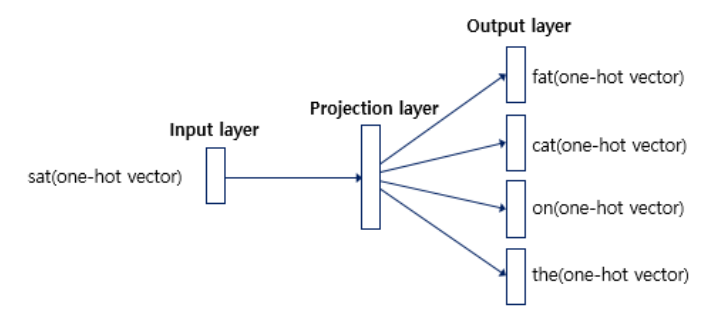 Output layer
fat(one-hot vector)
Projection layer
Input layer
cat(one-hot vector)
sat(one-hot vector)
on(one-hot vector)
the(one-hot vector)